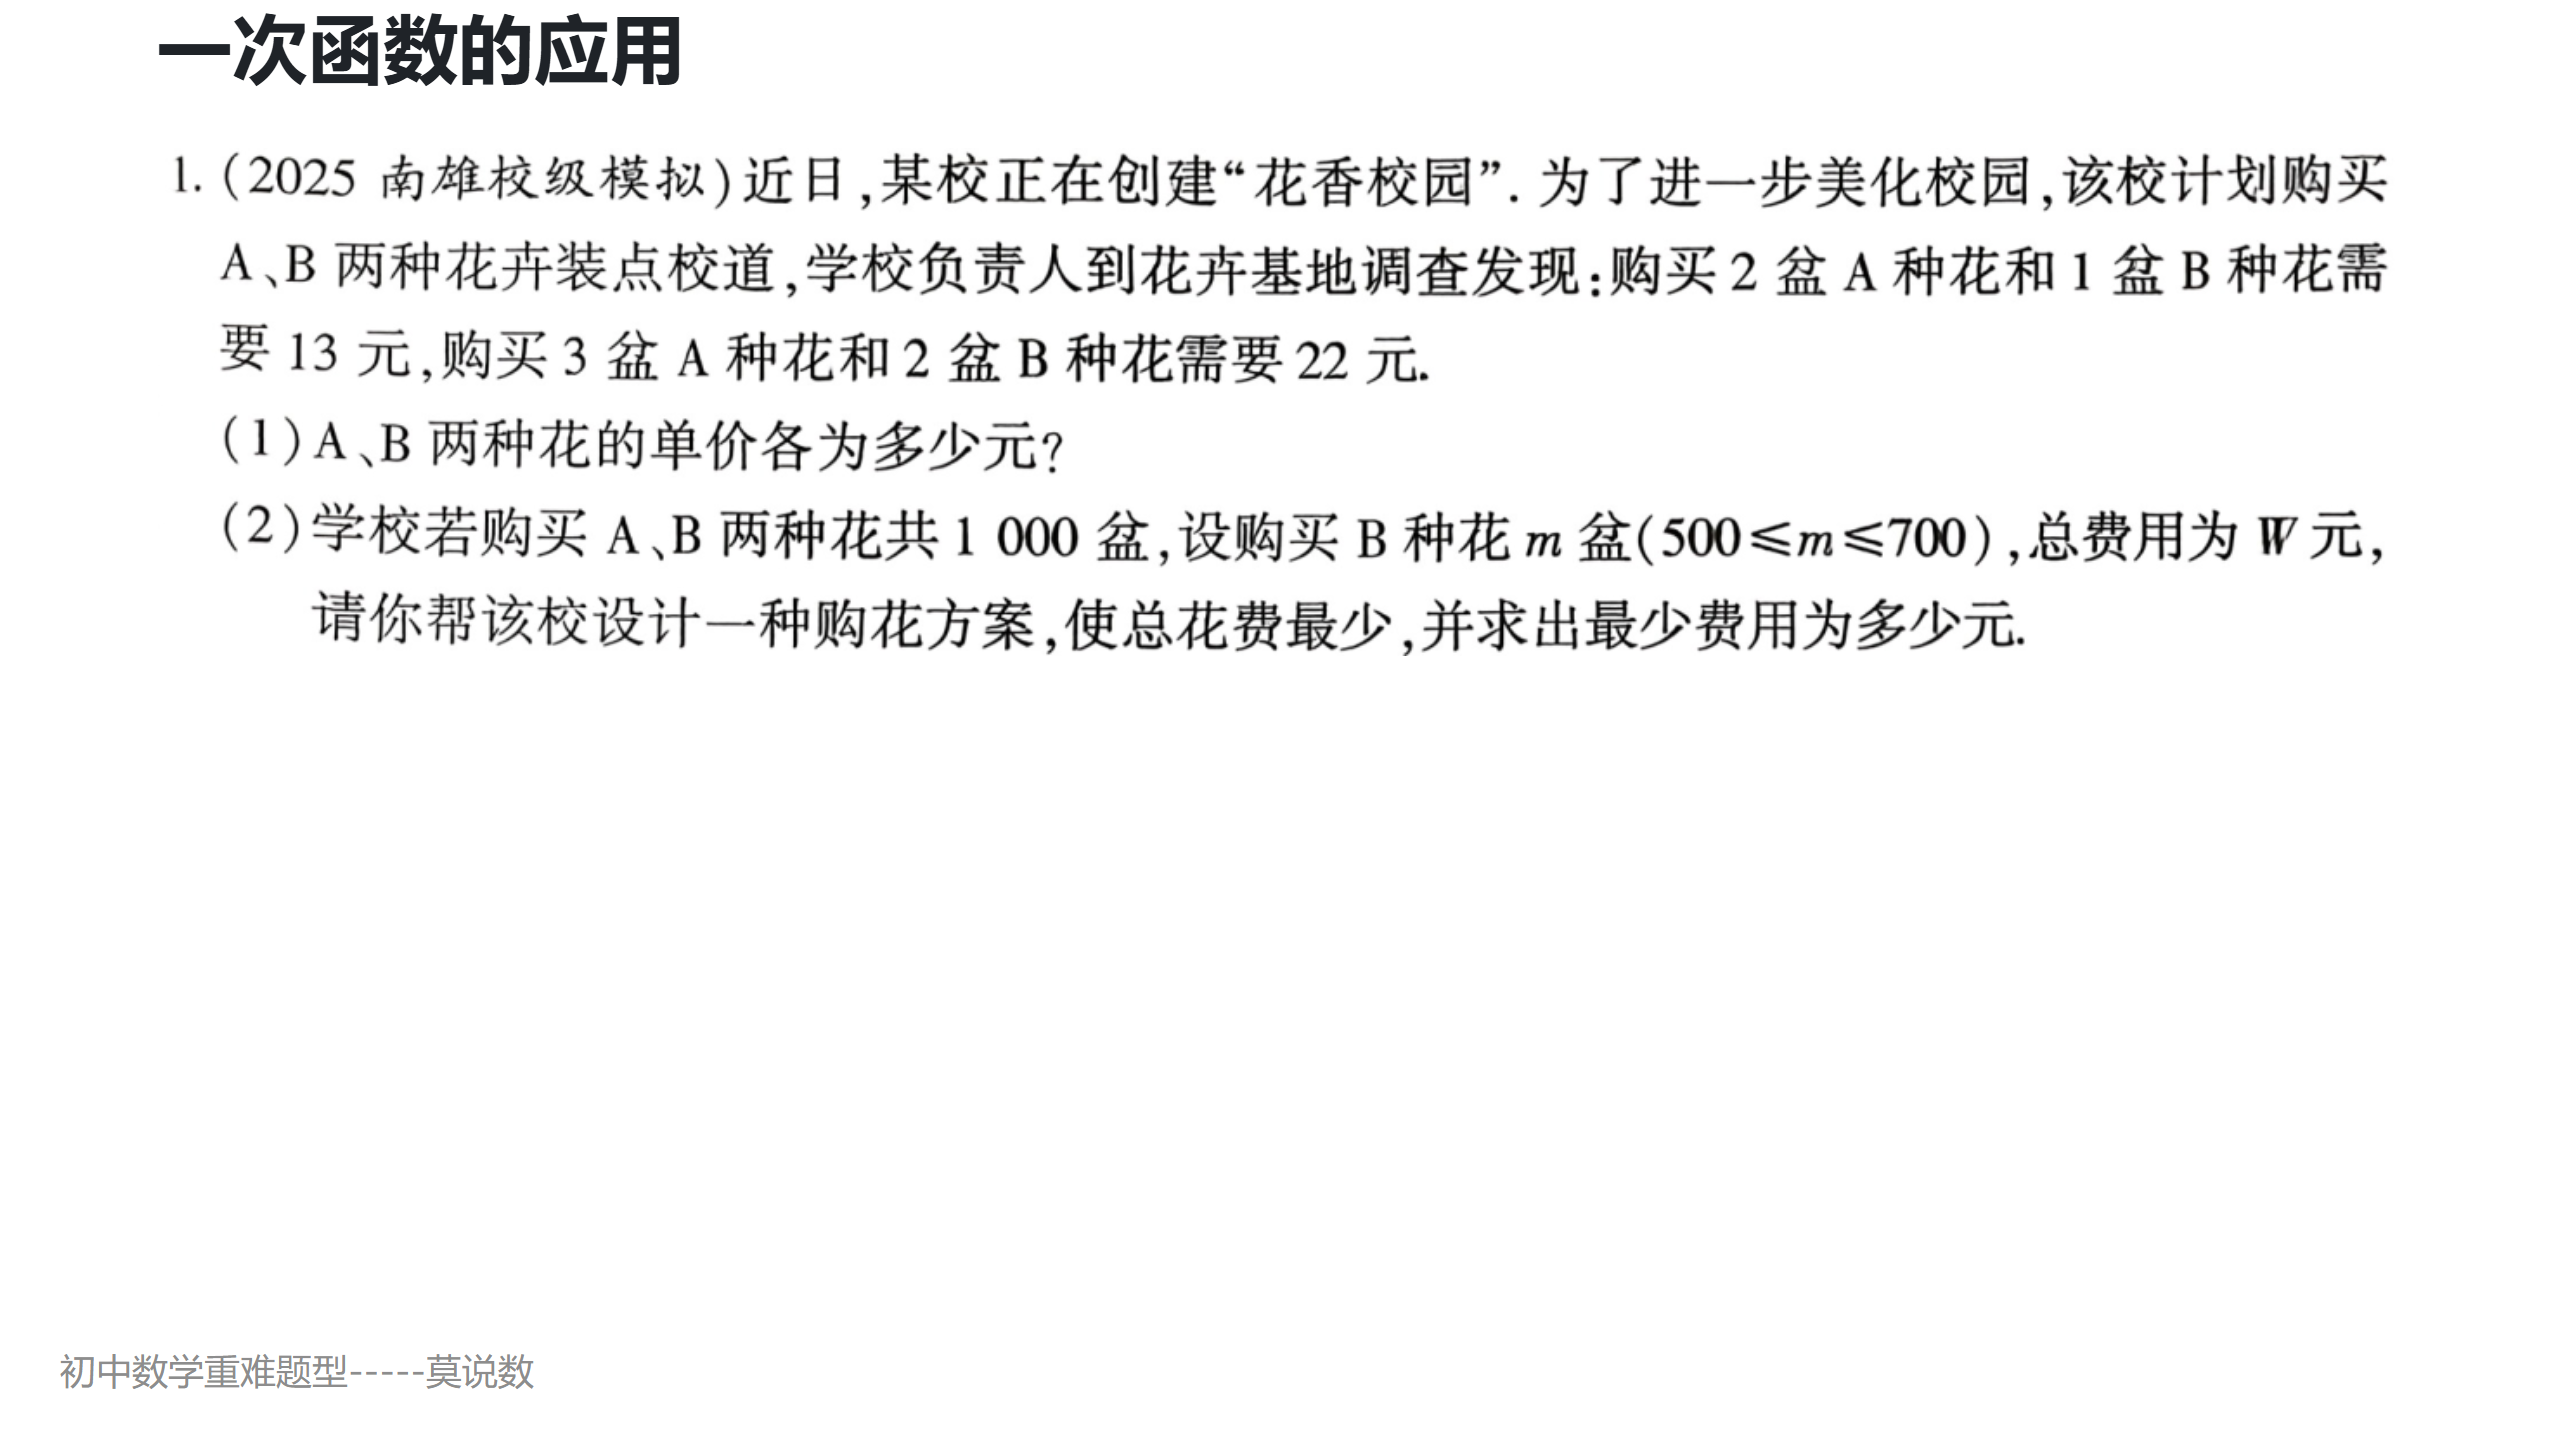 一次函数的应用
1.(2025 南雄校级模拟)近日,某校正在创建“花香校园”. 为了进一步美化校园,该校计划购买
A、B 两种花卉装点校道,学校负责人到花卉基地调查发现:购买 2 盆 A 种花和 1 盆 B 种花需
要 13 元,购买 3 盆 A 种花和 2 盆 B 种花需要 22 元.
(1)A、B 两种花的单价各为多少元?
(2)学校若购买 A、B 两种花共 1 000 盆,设购买 B 种花 m 盆(500≤m≤700),总费用为 W 元,
请你帮该校设计一种购花方案,使总花费最少,并求出最少费用为多少元.
初中数学重难题型-----莫说数